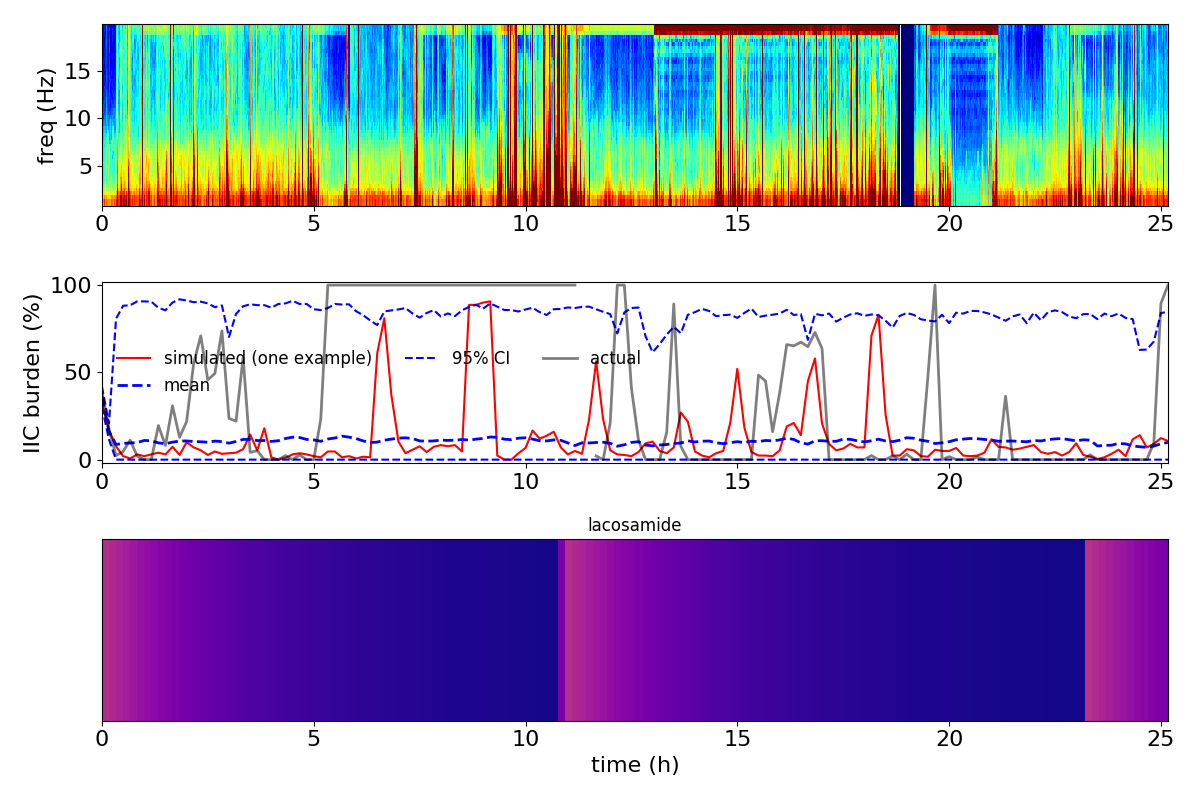 freq (Hz)
15
10
5
0 5 10 15 20 25
IIC burden (%)
100
50
0
simulated (one example) 95% CI actual
mean
0 5 10 15 20 25
lacosamide
0 5 10 15 20 25
time (h)